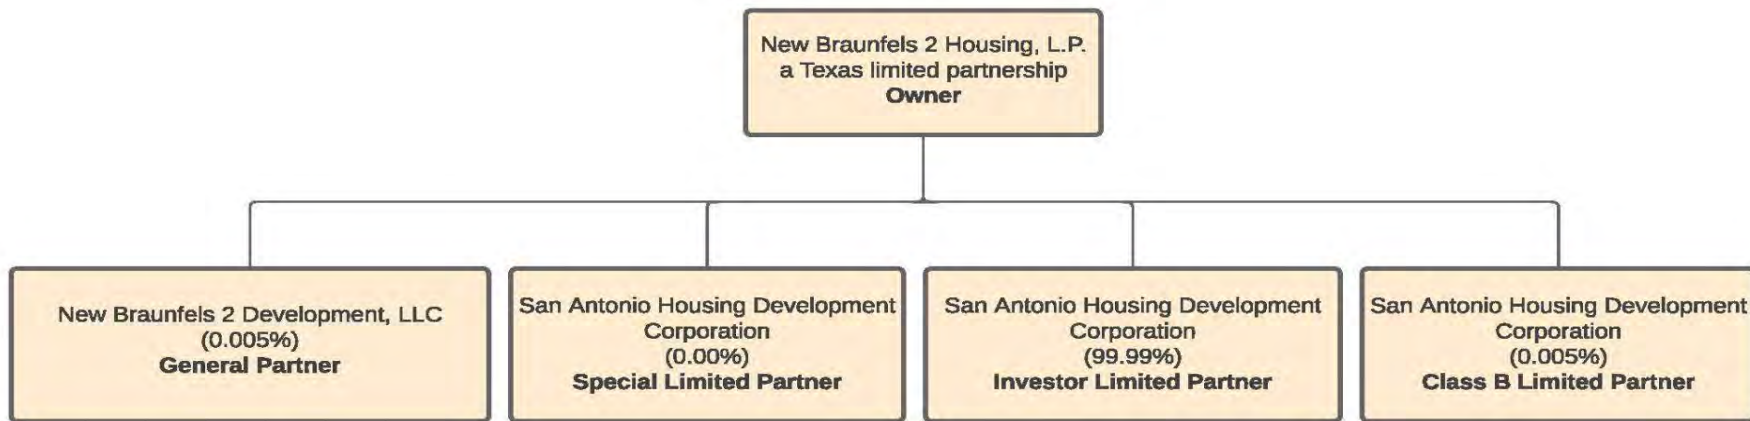 New Braunfels 2 Housing, L.P.
a Texas limited partnership
Owner
New Braunfels 2 Development, LLC
(0.005%)
General Partner
San Antonio Housing Development
Corporation
(0.00%)
Special Limited Partner
San Antonio Housing Development
Corporation
(99.99%)
Investor Limited Partner
San Antonio Housing Development
Corporation
(0.005%)
Class B Limited Partner